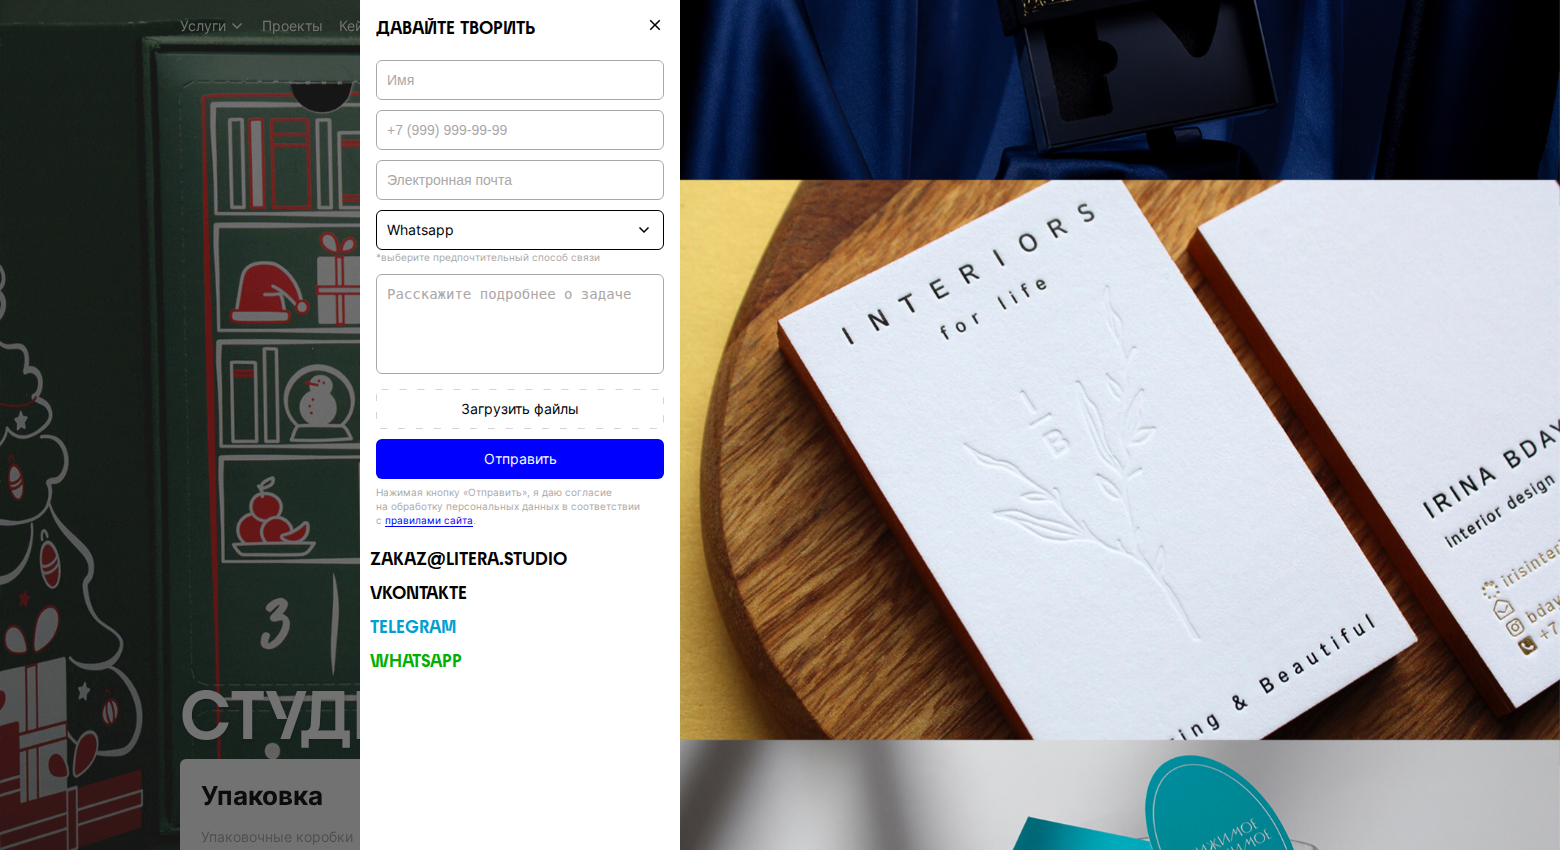 Услуги
Проекты
Кей
СТУДИ
Упаковка
Упаковочные коробки
ДАВАЙТЕ ТВОРИТЬ
Имя
+7 (999) 999-99-99
Электронная почта
Whatsapp
*выберите предпочтительный способ связи
Расскажите подробнее о задаче
Загрузить файлы
Отправить
Нажимая кнопку «Отправить», я даю согласие
на обработку персональных данных в соответствии
с правилами сайта.
ZAKAZ@LITERA.STUDIO
VKONTAKTE
TELEGRAM
WHATSAPP
3
INTERIORS
for life
I
B
ing & Beautiful
IRINA BDAY
interior design
irisinteri
bday
+7